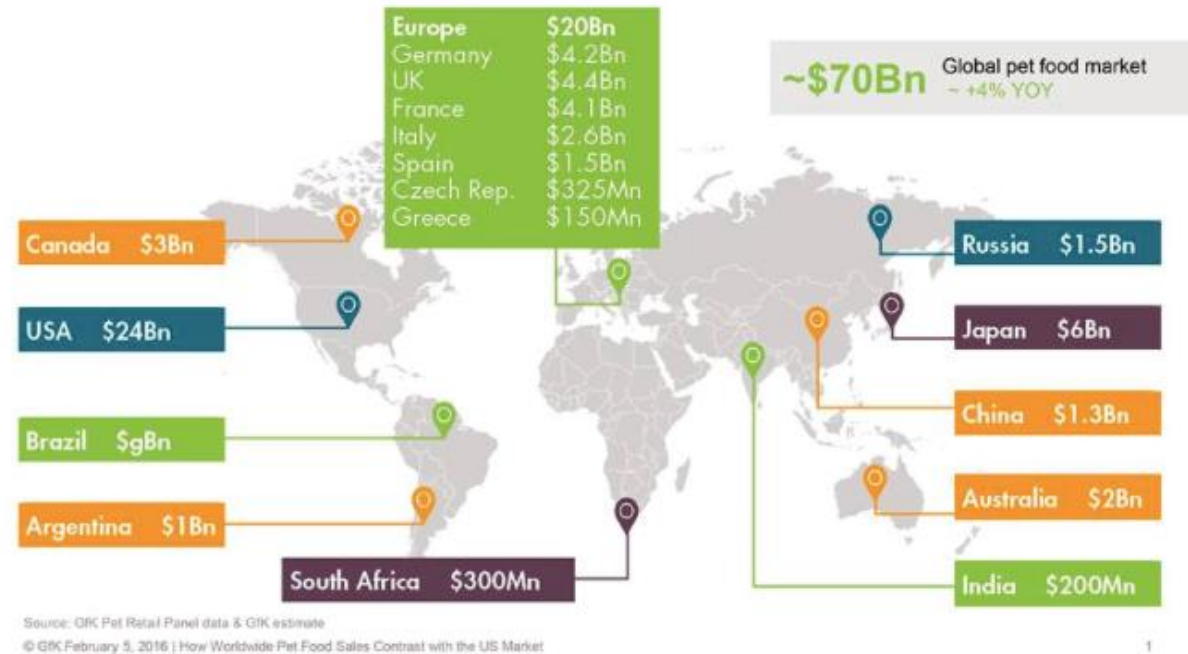 Europe $20Bn
Germany $4.2Bn
UK $4.4Bn
France $4.1Bn
Italy $2.6Bn
Spain $1.5Bn
Czech Rep. $325Mn
Greece $150Mn
~$70Bn
Global pet food market
~ +4% YOY
Canada $3Bn
USA $24Bn
Brazil $gBn
Argentina $1Bn
South Africa $300Mn
Russia $1.5Bn
Japan $6Bn
China $1.3Bn
Australia $2Bn
India $200Mn
Source: GfK Pet Retail Panel data & GfK estimate
© GfK February 5, 2016 | How Worldwide Pet Food Sales Contrast with the US Market
1